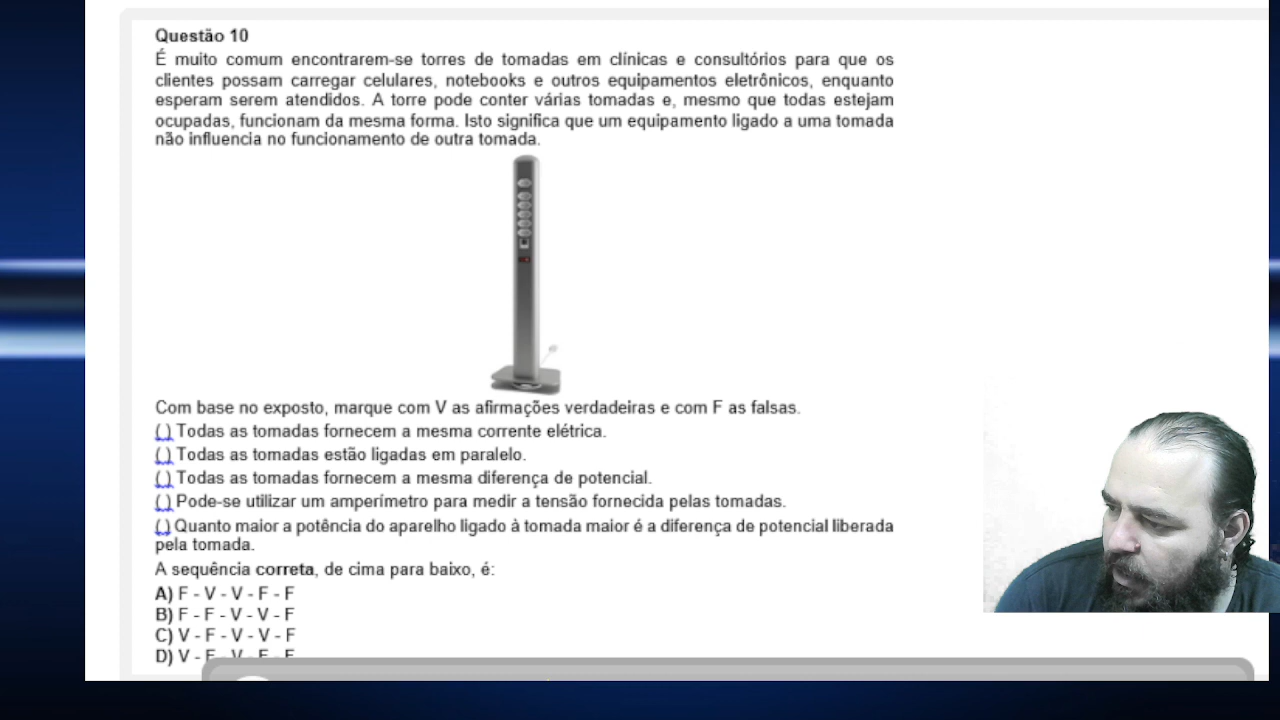 Questão 10
É muito comum encontrarem-se torres de tomadas em clínicas e consultórios para que os
clientes possam carregar celulares, notebooks e outros equipamentos eletrônicos, enquanto
esperam serem atendidos. A torre pode conter várias tomadas e, mesmo que todas estejam
ocupadas, funcionam da mesma forma. Isto significa que um equipamento ligado a uma tomada
não influencia no funcionamento de outra tomada.
Com base no exposto, marque com V as afirmações verdadeiras e com F as falsas.
( ) Todas as tomadas fornecem a mesma corrente elétrica.
( ) Todas as tomadas estão ligadas em paralelo.
( ) Todas as tomadas fornecem a mesma diferença de potencial.
( ) Pode-se utilizar um amperímetro para medir a tensão fornecida pelas tomadas.
( ) Quanto maior a potência do aparelho ligado à tomada maior é a diferença de potencial liberada
pela tomada.
A sequência correta, de cima para baixo, é:
A) F - V - V - F - F
B) F - F - V - V - F
C) V - F - V - V - F
D) V - F - V - F - F